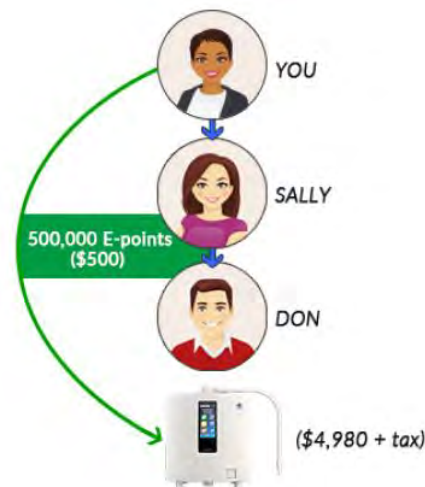 YOU
SALLY
500,000 E-points
($500)
DON
($4,980 + tax)